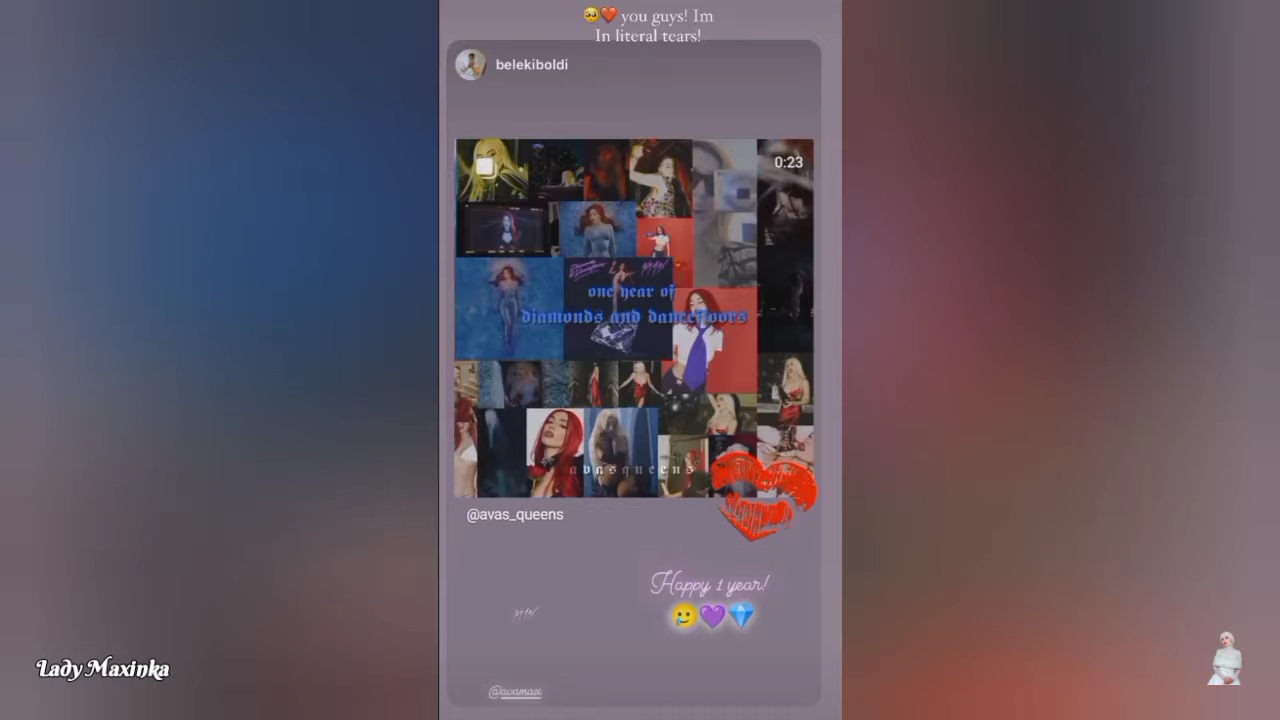 🥺❤️ you guys! Im
In literal tears!
belekiboldi
0:23
one year of
diamonds and dancefloors
avasqueens
@avas_queens
Happy 1 year!
🥲💜💎
@avamax
Lady Maxinka